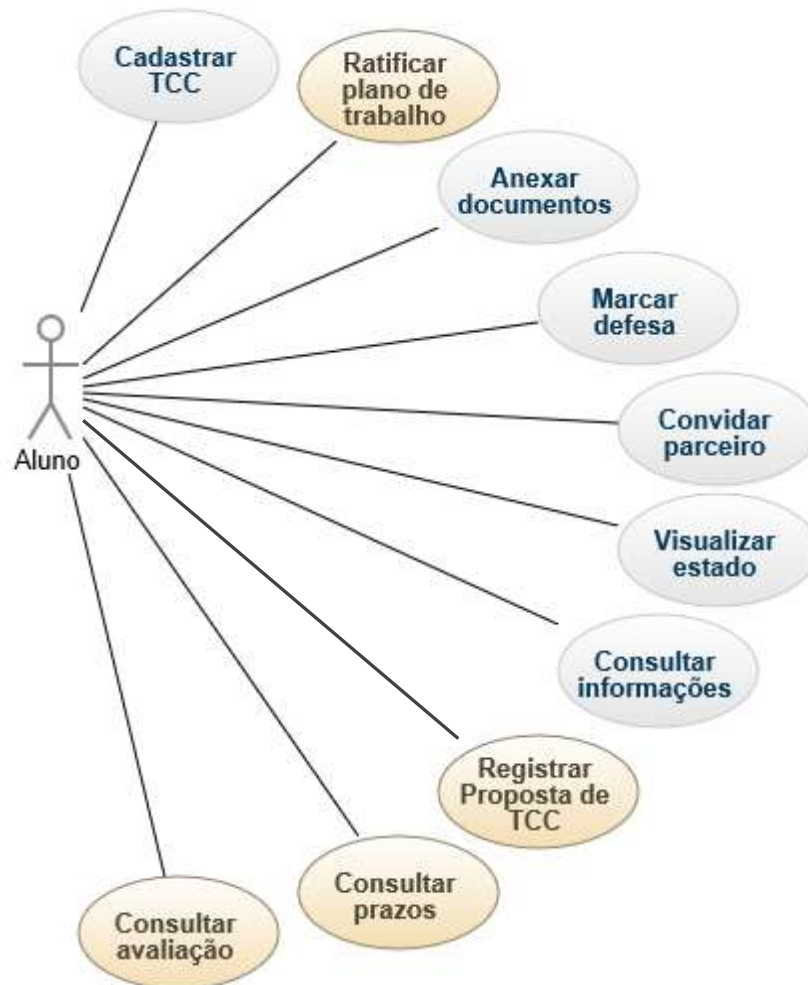 Cadastrar
TCC
Ratificar
plano de
trabalho
Anexar
documentos
Marcar
defesa
Convidar
parceiro
Aluno
Visualizar
estado
Consultar
informações
Registrar
Proposta de
TCC
Consultar
prazos
Consultar
avaliação